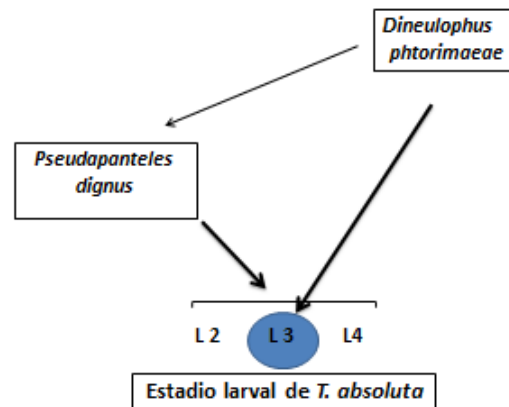 Dineulophus
phtorimaeae
Pseudapanteles
dignus
L 2 L 3 L4
Estadio larval de T. absoluta